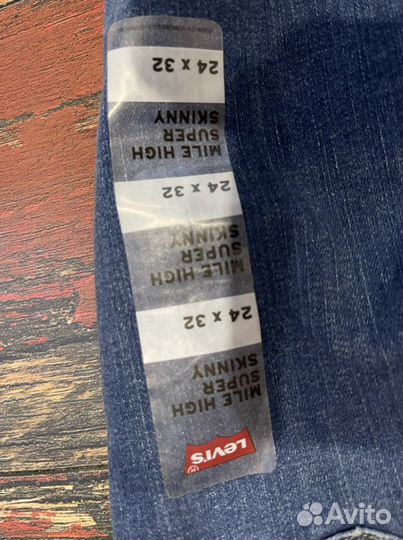 LEVI'S®
MILE HIGH
SUPER
SKINNY
24 x 32
MILE HIGH
SUPER
SKINNY
24 x 32
MILE HIGH
SUPER
SKINNY
24 x 32
Avito